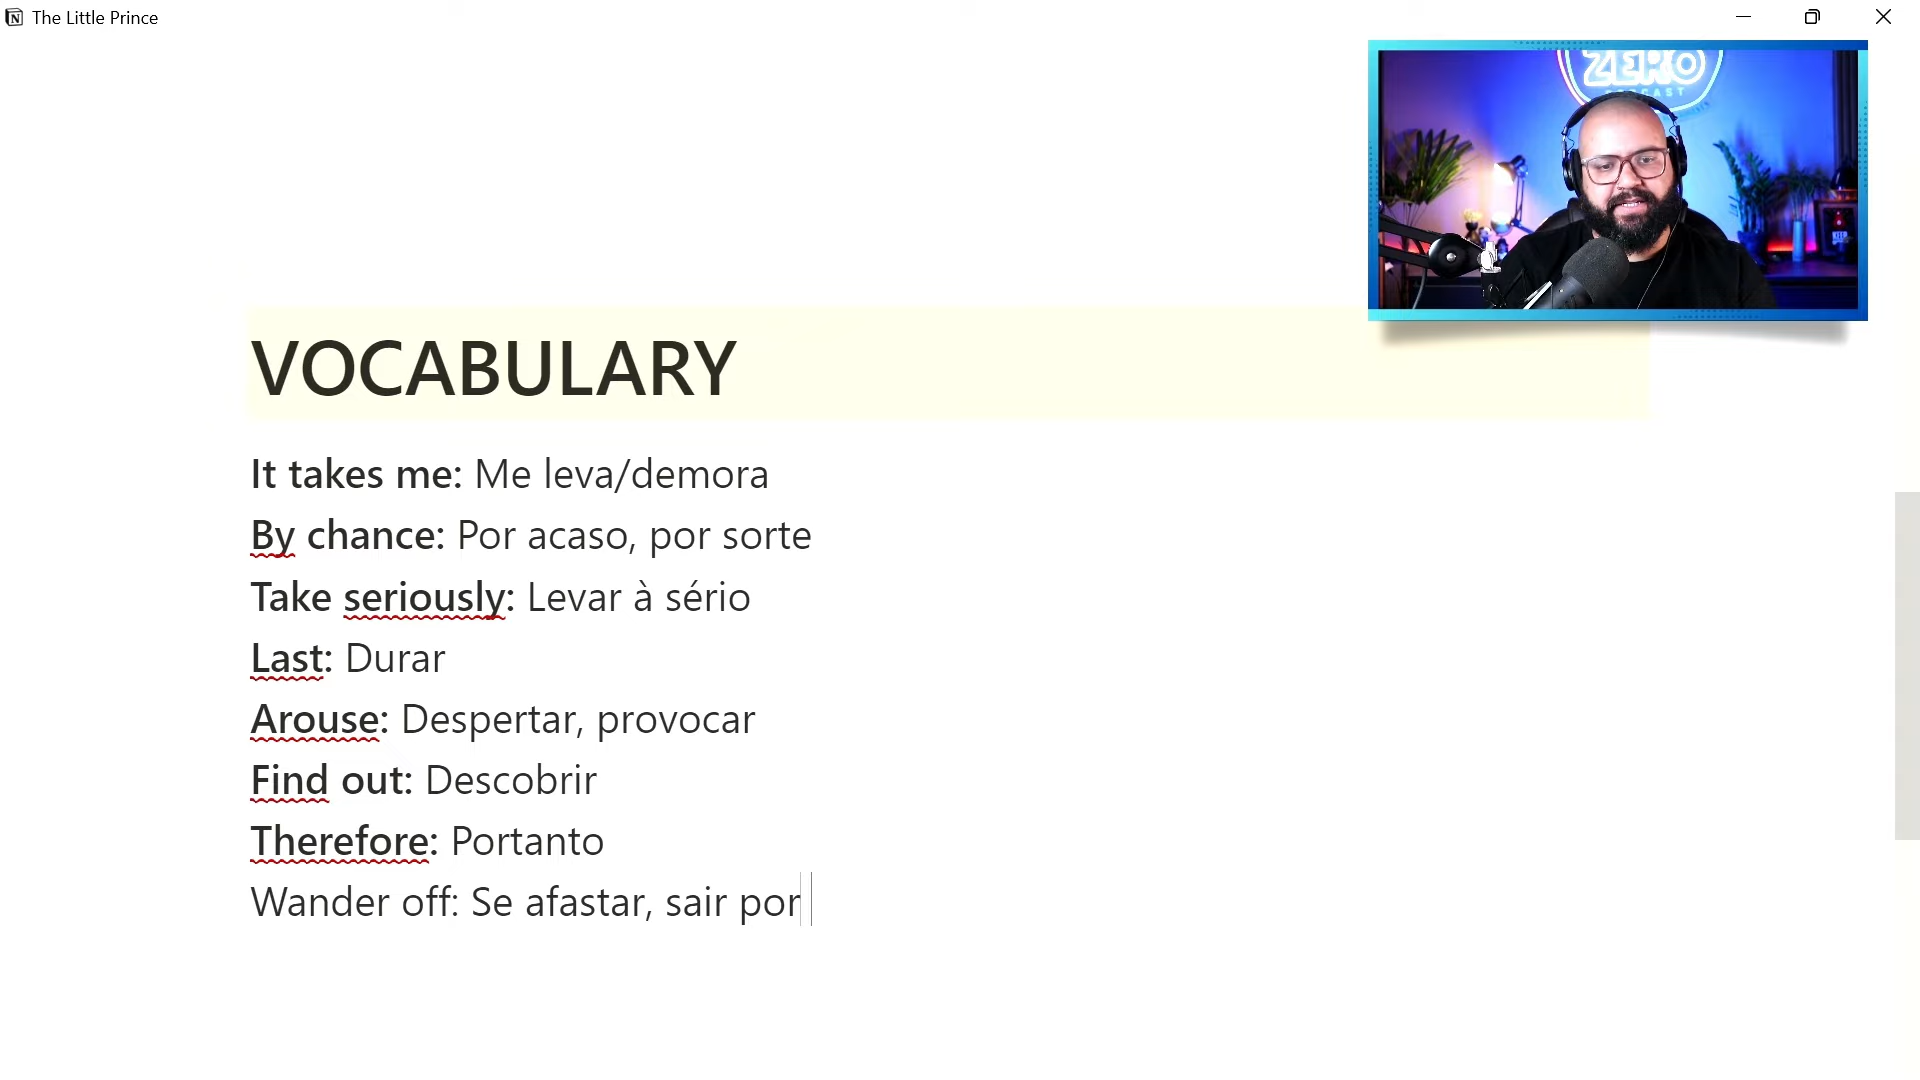 The Little Prince
ZERO
VOCABULARY
It takes me: Me leva/demora
By chance: Por acaso, por sorte
Take seriously: Levar à sério
Last: Durar
Arouse: Despertar, provocar
Find out: Descobrir
Therefore: Portanto
Wander off: Se afastar, sair por